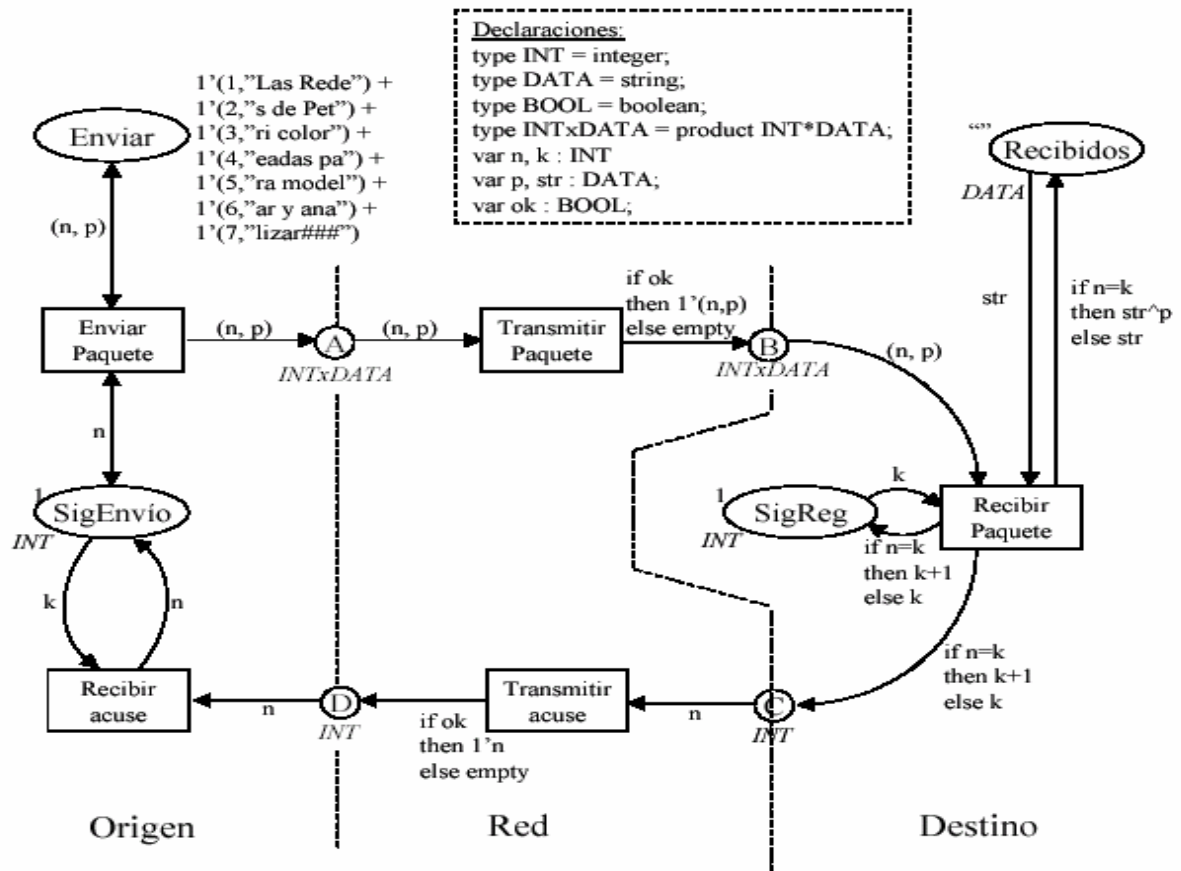 Declaraciones:
type INT = integer;
type DATA = string;
type BOOL = boolean;
type INTxDATA = product INT*DATA;
var n, k : INT
var p, str : DATA;
var ok : BOOL;
1’(1,”Las Rede”) +
1’(2,”s de Pet”) +
1’(3,”ri color”) +
1’(4,”eadas pa”) +
1’(5,”ra model”) +
1’(6,”ar y ana”) +
1’(7,”lizar###”)
Enviar
“”
Recibidos
DATA
(n, p)
Enviar
Paquete
(n, p)
A
INTxDATA
(n, p)
Transmitir
Paquete
if ok
then 1’(n,p)
else empty
B
INTxDATA
(n, p)
str
if n=k
then str^p
else str
n
1
SigEnvío
INT
k
n
1
SigReg
INT
k
if n=k
then k+1
else k
Recibir
Paquete
if n=k
then k+1
else k
Recibir
acuse
n
D
INT
if ok
then 1’n
else empty
Transmitir
acuse
n
C
INT
Origen
Red
Destino